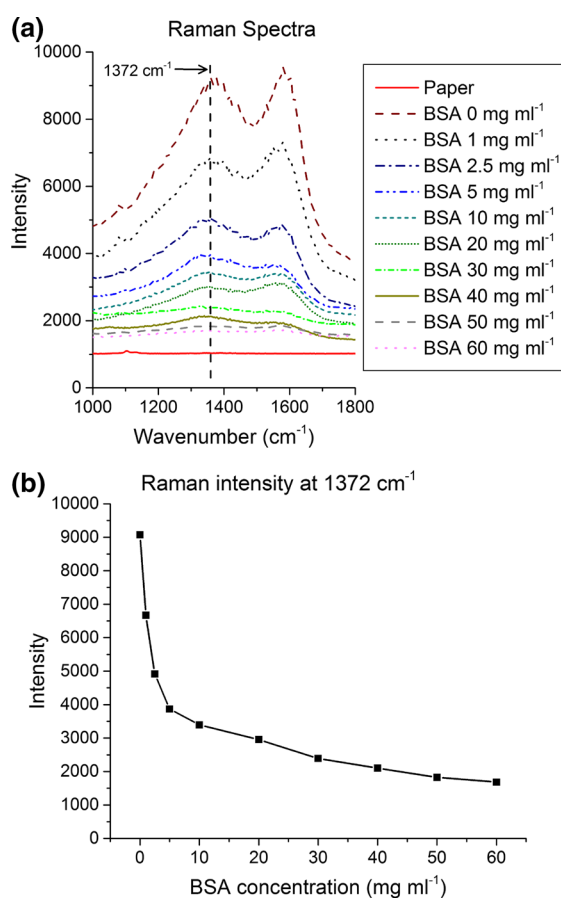 (a)
Raman Spectra
1372 cm⁻¹
10000
8000
6000
4000
2000
0
Intensity
1000
1200
1400
1600
1800
Wavenumber (cm⁻¹)
Paper
BSA 0 mg ml⁻¹
BSA 1 mg ml⁻¹
BSA 2.5 mg ml⁻¹
BSA 5 mg ml⁻¹
BSA 10 mg ml⁻¹
BSA 20 mg ml⁻¹
BSA 30 mg ml⁻¹
BSA 40 mg ml⁻¹
BSA 50 mg ml⁻¹
BSA 60 mg ml⁻¹
(b)
Raman intensity at 1372 cm⁻¹
10000
9000
8000
7000
6000
5000
4000
3000
2000
1000
0
Intensity
0
10
20
30
40
50
60
BSA concentration (mg ml⁻¹)